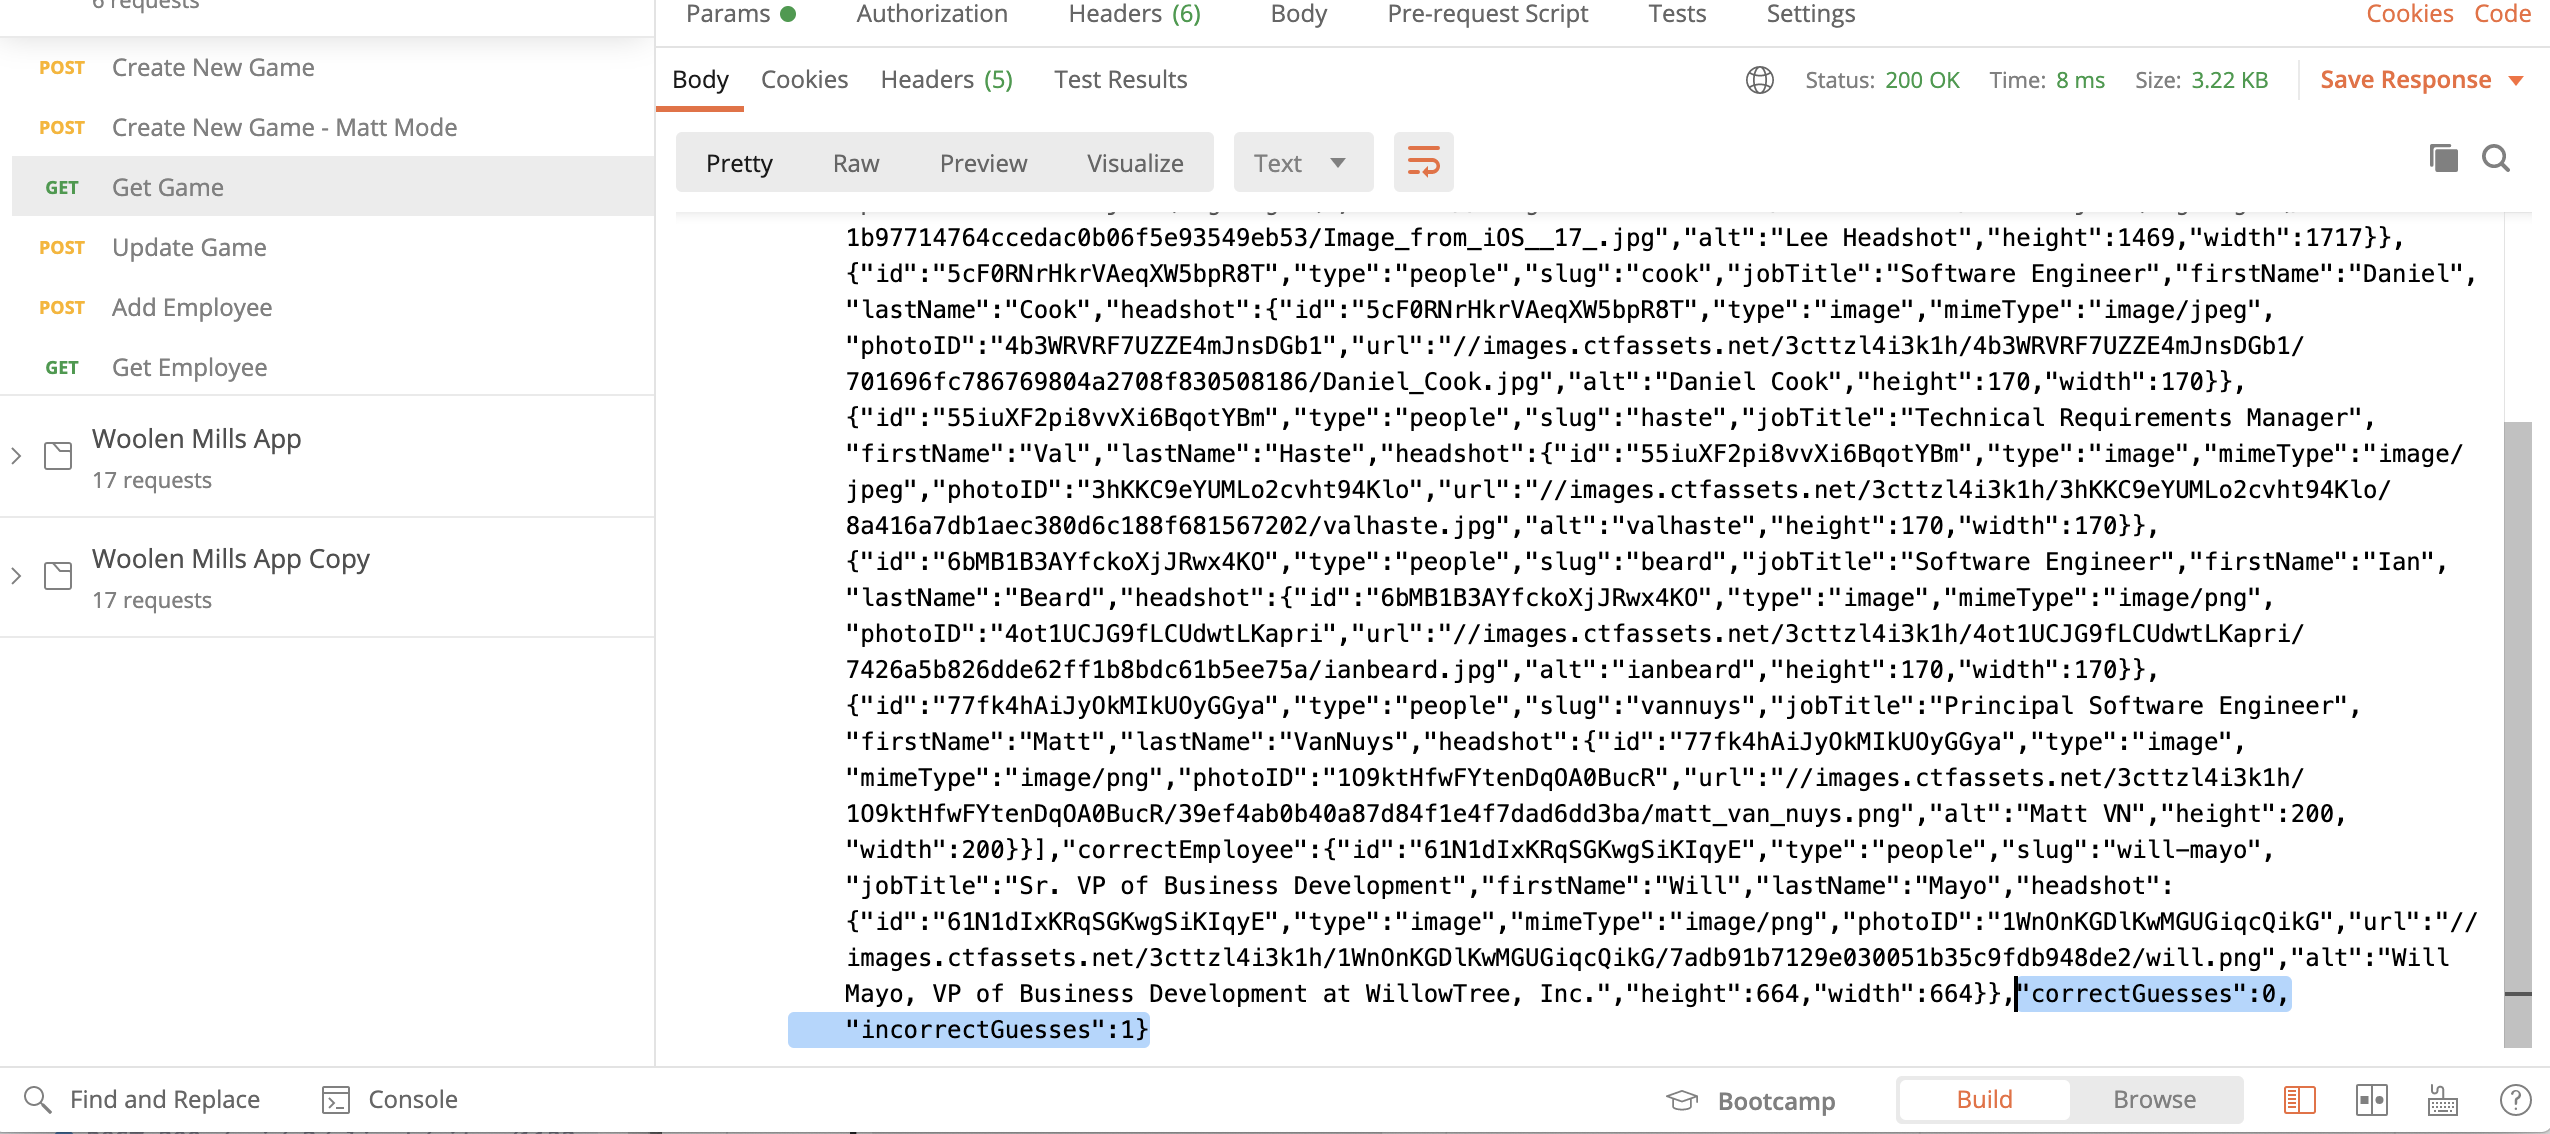 6 requests
POST Create New Game
POST Create New Game - Matt Mode
GET Get Game
POST Update Game
POST Add Employee
GET Get Employee
Woolen Mills App
17 requests
Woolen Mills App Copy
17 requests
Params Authorization Headers (6) Body Pre-request Script Tests Settings Cookies Code
Body Cookies Headers (5) Test Results Status: 200 OK Time: 8 ms Size: 3.22 KB Save Response
Pretty Raw Preview Visualize Text
1b97714764ccedac0b06f5e93549eb53/Image_from_iOS__17_.jpg","alt":"Lee Headshot","height":1469,"width":1717}},
{"id":"5cF0RNrHkrVAeqXW5bpR8T","type":"people","slug":"cook","jobTitle":"Software Engineer","firstName":"Daniel",
"lastName":"Cook","headshot":{"id":"5cF0RNrHkrVAeqXW5bpR8T","type":"image","mimeType":"image/jpeg",
"photoID":"4b3WRVRF7UZZE4mJnsDGb1","url":"//images.ctfassets.net/3cttzl4i3k1h/4b3WRVRF7UZZE4mJnsDGb1/
701696fc786769804a2708f830508186/Daniel_Cook.jpg","alt":"Daniel Cook","height":170,"width":170}},
{"id":"55iuXF2pi8vvXi6BqotYBm","type":"people","slug":"haste","jobTitle":"Technical Requirements Manager",
"firstName":"Val","lastName":"Haste","headshot":{"id":"55iuXF2pi8vvXi6BqotYBm","type":"image","mimeType":"image/
jpeg","photoID":"3hKKC9eYUMLo2cvht94Klo","url":"//images.ctfassets.net/3cttzl4i3k1h/3hKKC9eYUMLo2cvht94Klo/
8a416a7db1aec380d6c188f681567202/valhaste.jpg","alt":"valhaste","height":170,"width":170}},
{"id":"6bMB1B3AYfckoXjJRwx4KO","type":"people","slug":"beard","jobTitle":"Software Engineer","firstName":"Ian",
"lastName":"Beard","headshot":{"id":"6bMB1B3AYfckoXjJRwx4KO","type":"image","mimeType":"image/png",
"photoID":"4ot1UCJG9fLCUdwtLKapri","url":"//images.ctfassets.net/3cttzl4i3k1h/4ot1UCJG9fLCUdwtLKapri/
7426a5b826dde62ff1b8bdc61b5ee75a/ianbeard.jpg","alt":"ianbeard","height":170,"width":170}},
{"id":"77fk4hAiJyOkMIkUOyGGya","type":"people","slug":"vannuys","jobTitle":"Principal Software Engineer",
"firstName":"Matt","lastName":"VanNuys","headshot":{"id":"77fk4hAiJyOkMIkUOyGGya","type":"image",
"mimeType":"image/png","photoID":"1O9ktHfwFYtenDqOA0BucR","url":"//images.ctfassets.net/3cttzl4i3k1h/
1O9ktHfwFYtenDqOA0BucR/39ef4ab0b40a87d84f1e4f7dad6dd3ba/matt_van_nuys.png","alt":"Matt VN","height":200,
"width":200}}],"correctEmployee":{"id":"61N1dIxKRqSGKwgSiKIqyE","type":"people","slug":"will-mayo",
"jobTitle":"Sr. VP of Business Development","firstName":"Will","lastName":"Mayo","headshot":
{"id":"61N1dIxKRqSGKwgSiKIqyE","type":"image","mimeType":"image/png","photoID":"1WnOnKGDlKwMGUGiqcQikG","url":"//
images.ctfassets.net/3cttzl4i3k1h/1WnOnKGDlKwMGUGiqcQikG/7adb91b7129e030051b35c9fdb948de2/will.png","alt":"Will
Mayo, VP of Business Development at WillowTree, Inc.","height":664,"width":664}},"correctGuesses":0,
"incorrectGuesses":1}
Find and Replace Console Bootcamp Build Browse